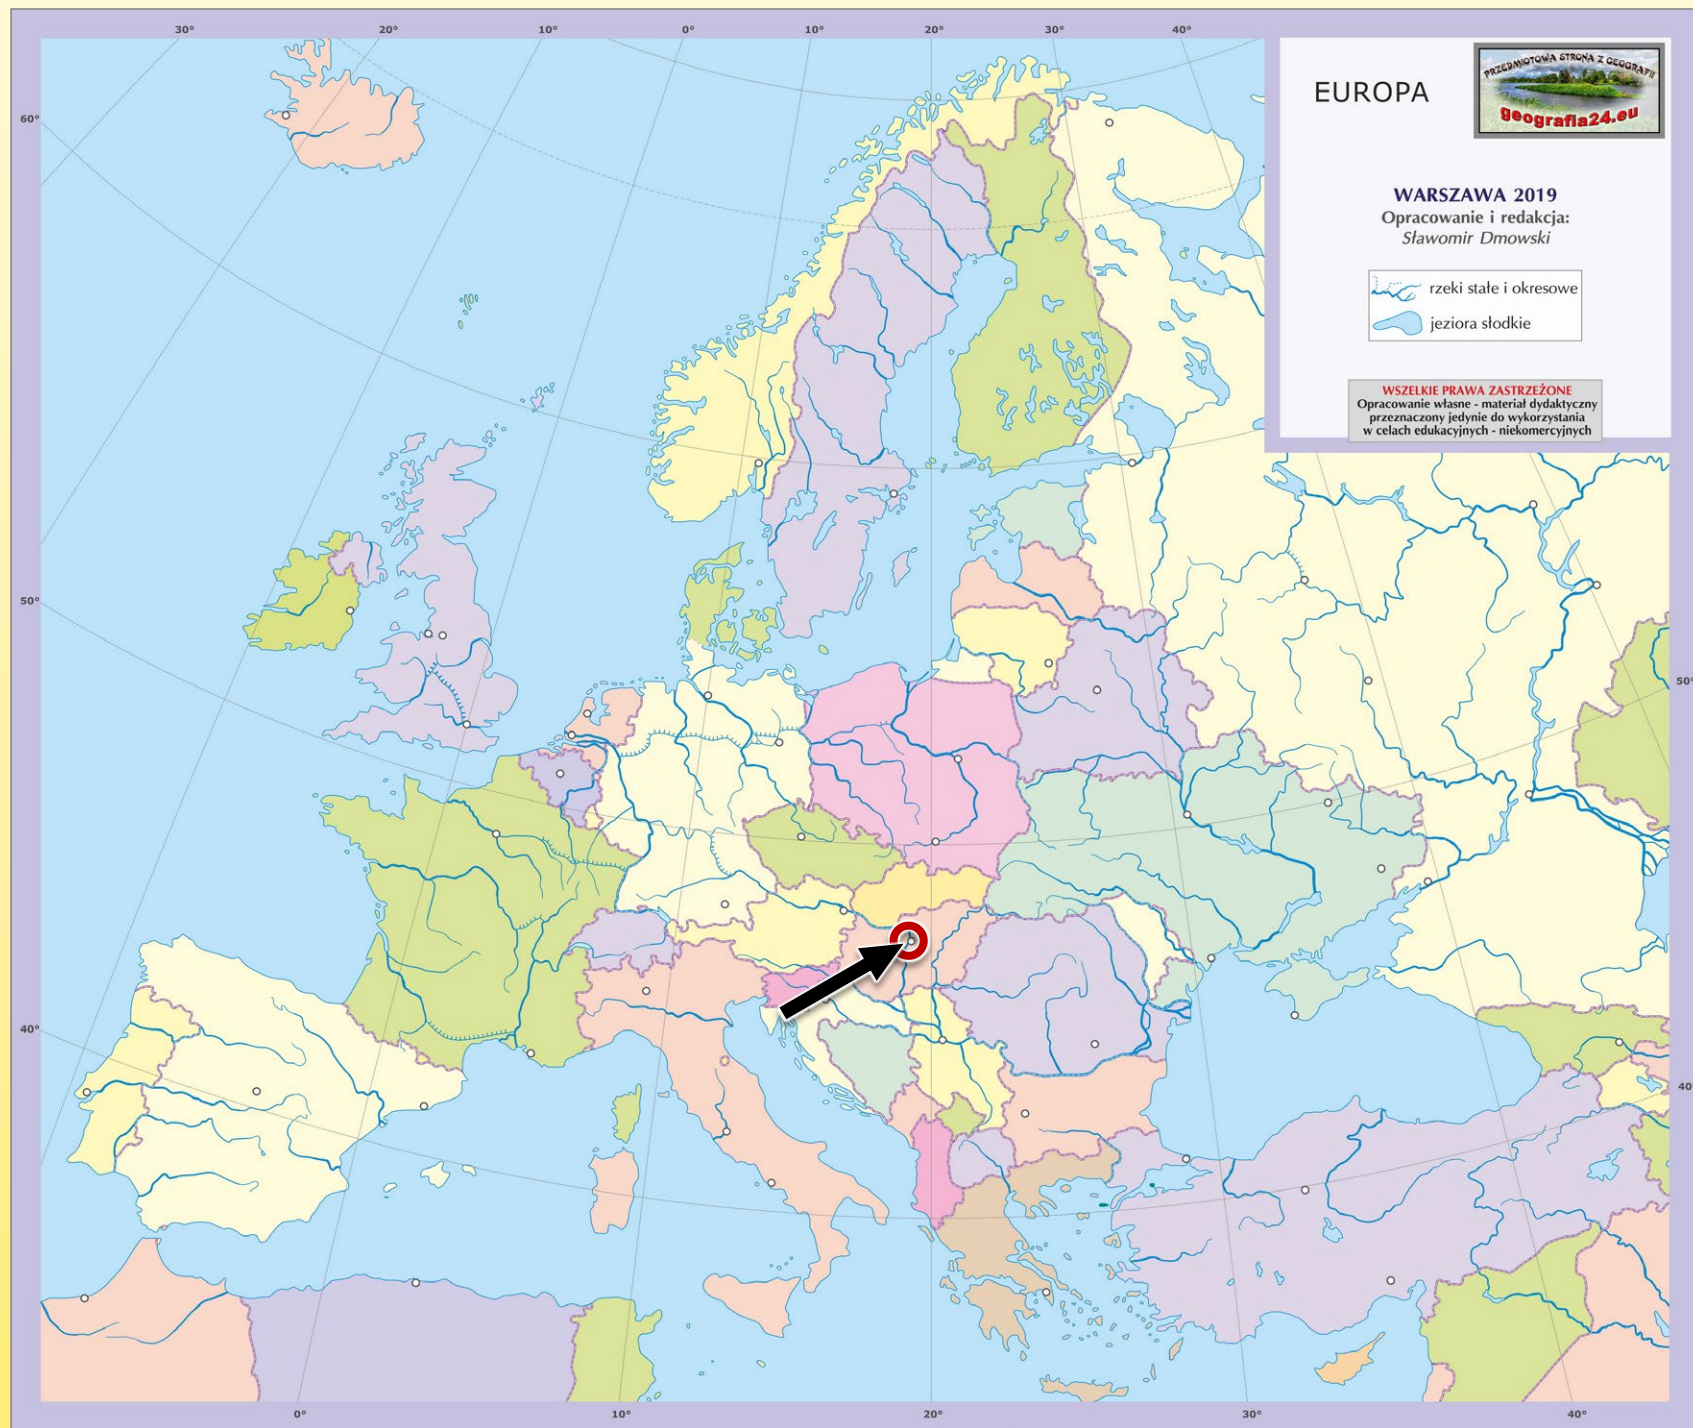 30° 20° 10° 0° 10° 20° 30° 40°
60°
50°
40°
50°
40°
0° 10° 20° 30° 40°
EUROPA
PRZEDMIOTOWA STRONA Z GEOGRAFII
geografia24.eu
WARSZAWA 2019
Opracowanie i redakcja:
Sławomir Dmowski
rzeki stałe i okresowe
jeziora słodkie
WSZELKIE PRAWA ZASTRZEŻONE
Opracowanie własne - materiał dydaktyczny
przeznaczony jedynie do wykorzystania
w celach edukacyjnych - niekomercyjnych